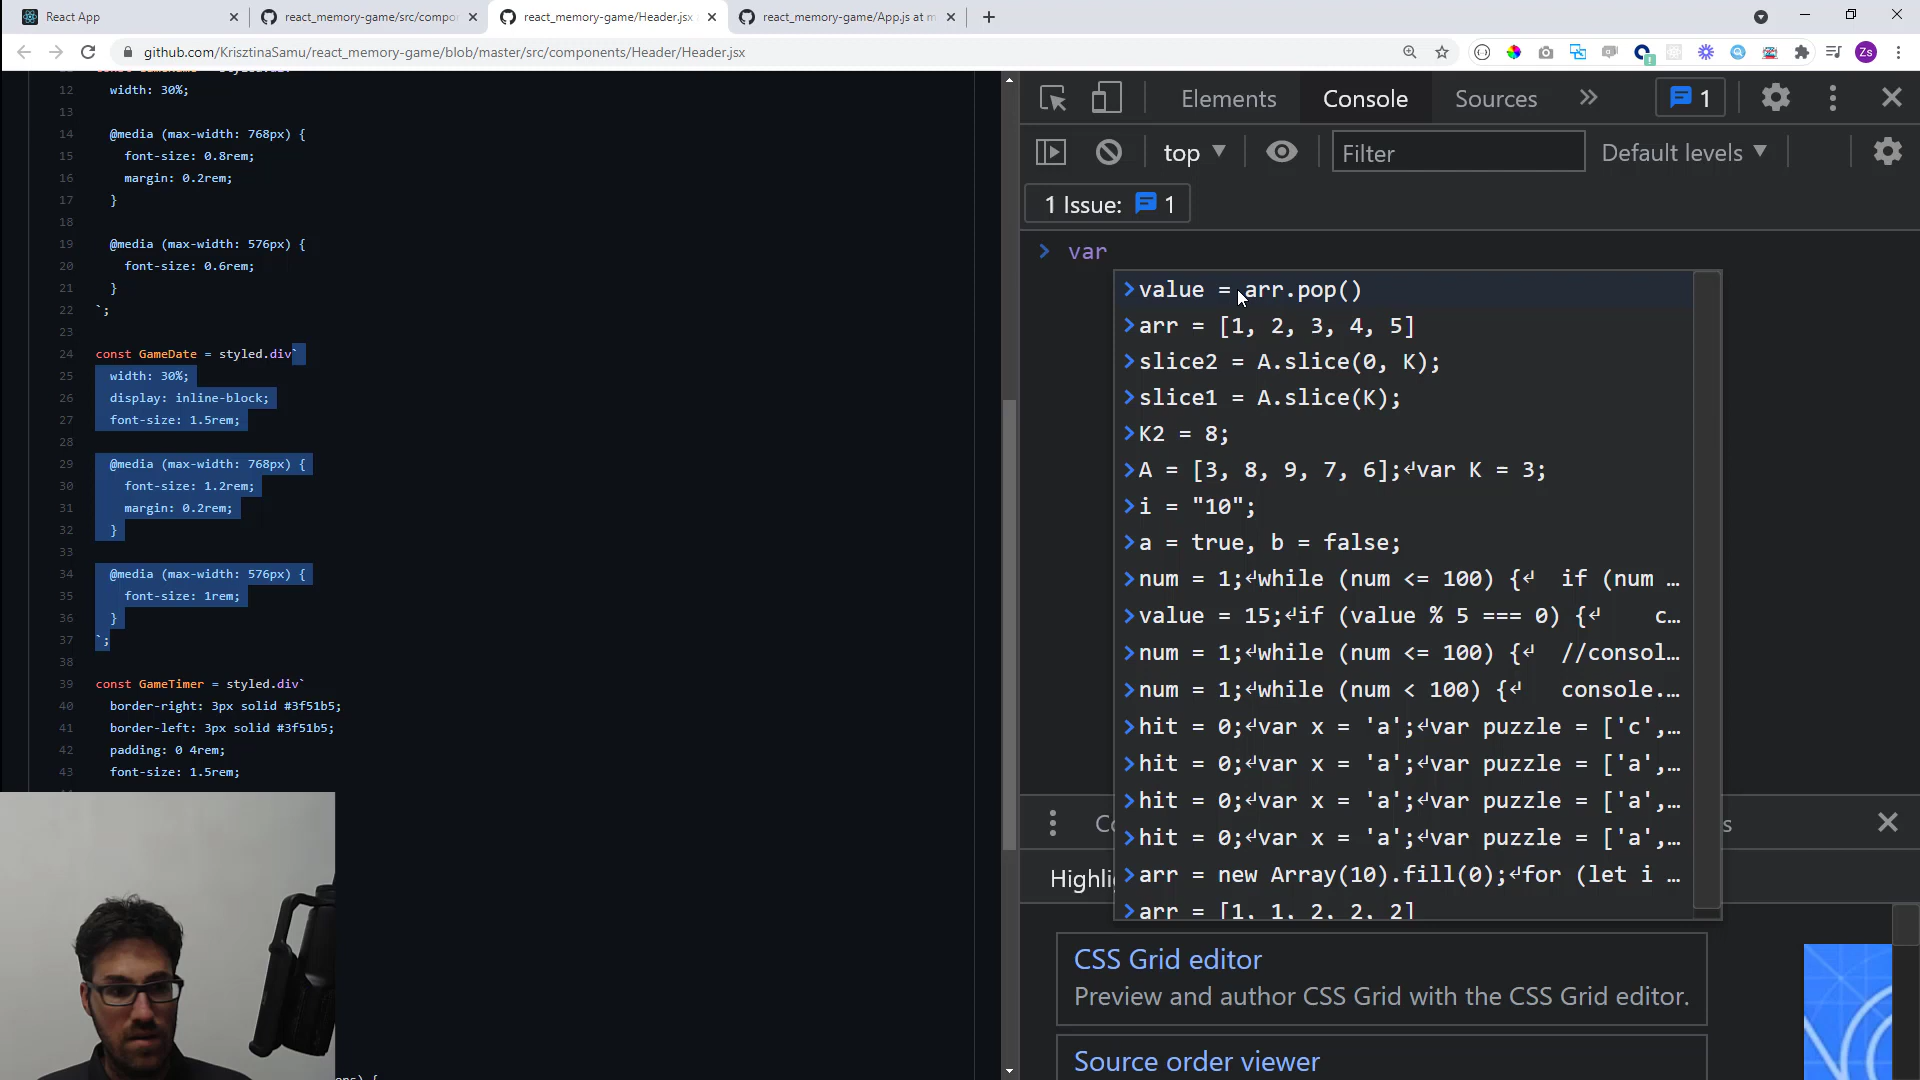 React App
react_memory-game/src/compo
react_memory-game/Header.jsx
react_memory-game/App.js at m
github.com/KrisztinaSamu/react_memory-game/blob/master/src/components/Header/Header.jsx
Zs
12 width: 30%;
13
14 @media (max-width: 768px) {
15 font-size: 0.8rem;
16 margin: 0.2rem;
17 }
18
19 @media (max-width: 576px) {
20 font-size: 0.6rem;
21 }
22 `;
23
24 const GameDate = styled.div`
25 width: 30%;
26 display: inline-block;
27 font-size: 1.5rem;
28
29 @media (max-width: 768px) {
30 font-size: 1.2rem;
31 margin: 0.2rem;
32 }
33
34 @media (max-width: 576px) {
35 font-size: 1rem;
36 }
37 `;
38
39 const GameTimer = styled.div`
40 border-right: 3px solid #3f51b5;
41 border-left: 3px solid #3f51b5;
42 padding: 0 4rem;
43 font-size: 1.5rem;
Elements Console Sources 1
top Filter Default levels
1 Issue: 1
> var
>value = arr.pop()
>arr = [1, 2, 3, 4, 5]
>slice2 = A.slice(0, K);
>slice1 = A.slice(K);
>K2 = 8;
>A = [3, 8, 9, 7, 6];↲var K = 3;
>i = "10";
>a = true, b = false;
>num = 1;↲while (num <= 100) {↲ if (num …
>value = 15;↲if (value % 5 === 0) {↲ c…
>num = 1;↲while (num <= 100) {↲ //consol…
>num = 1;↲while (num < 100) {↲ console.…
>hit = 0;↲var x = 'a';↲var puzzle = ['c',…
>hit = 0;↲var x = 'a';↲var puzzle = ['a',…
>hit = 0;↲var x = 'a';↲var puzzle = ['a',…
>hit = 0;↲var x = 'a';↲var puzzle = ['a',…
>arr = new Array(10).fill(0);↲for (let i …
>arr = [1, 1, 2, 2, 2]
Highli
CSS Grid editor
Preview and author CSS Grid with the CSS Grid editor.
Source order viewer